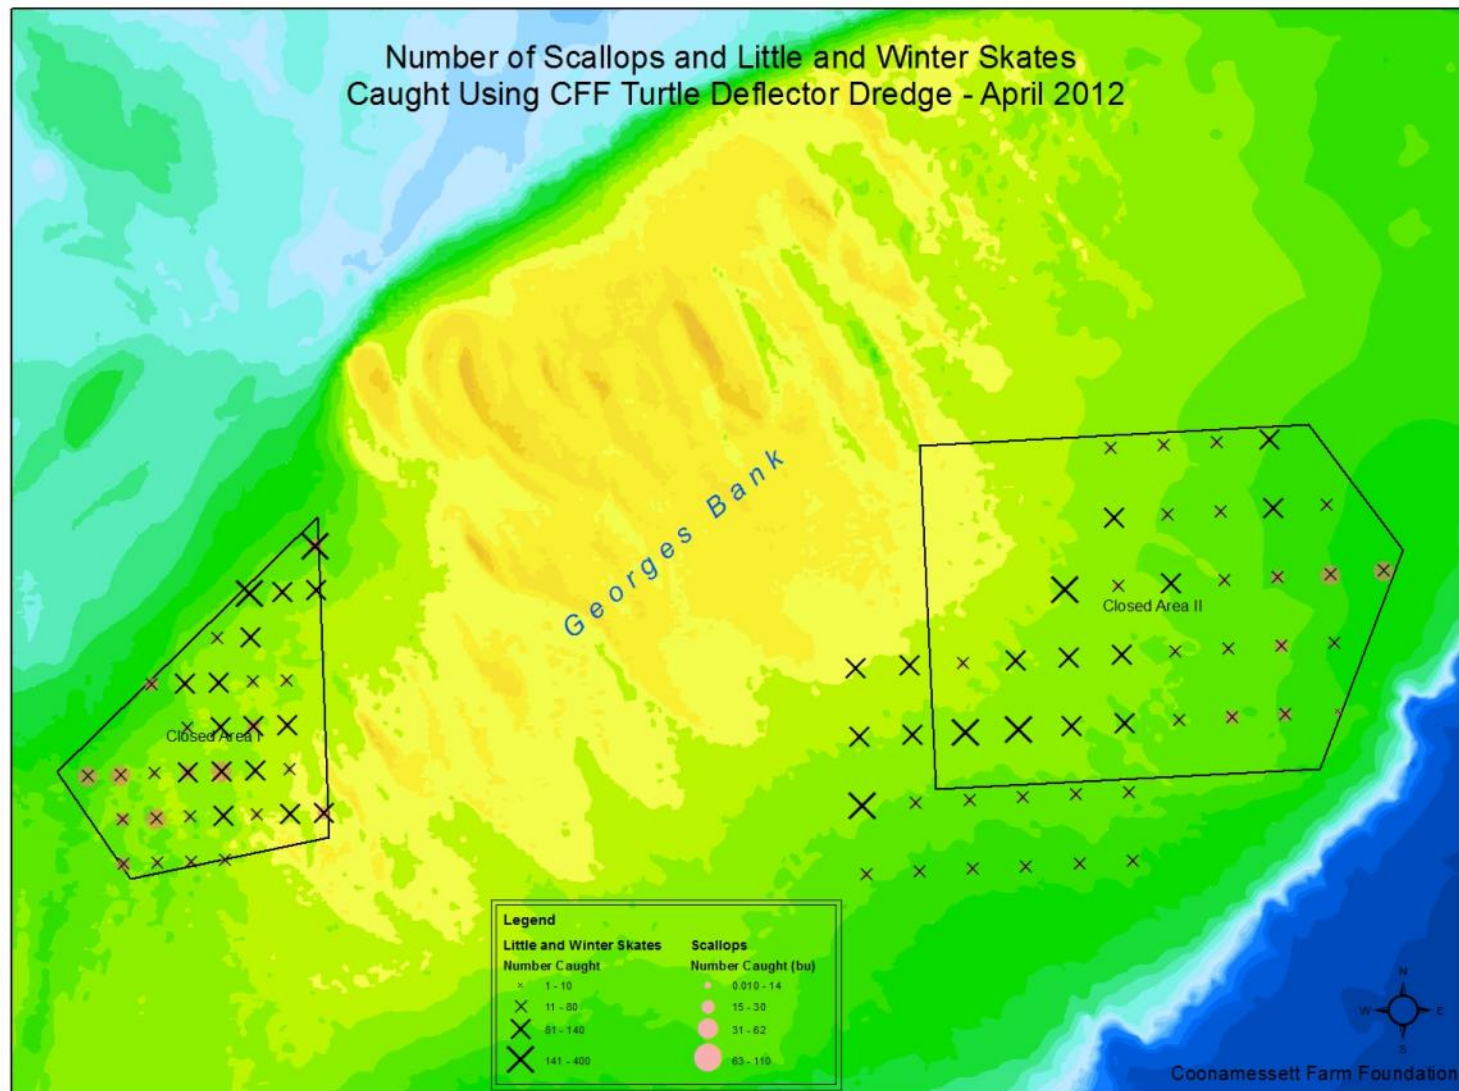 Number of Scallops and Little and Winter Skates
Caught Using CFF Turtle Deflector Dredge - April 2012
Georges Bank
Closed Area II
Closed Area I
Legend
Little and Winter Skates
Number Caught
1 - 10
11 - 80
81 - 140
141 - 400
Scallops
Number Caught (bu)
0.010 - 14
15 - 30
31 - 62
63 - 110
N
W E
S
Coonamessett Farm Foundation